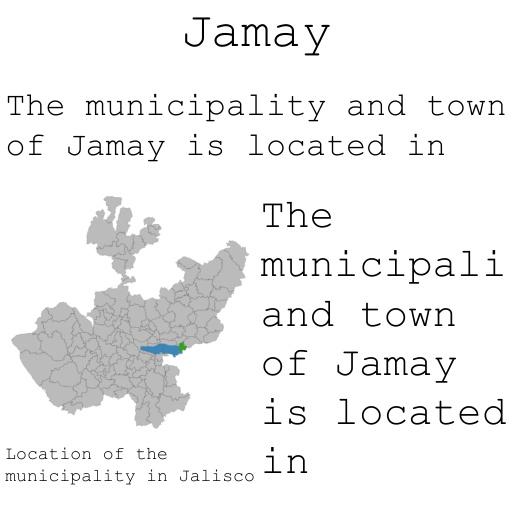 Jamay
The municipality and town
of Jamay is located in
The
municipali
and town
of Jamay
is located
in
Location of the
municipality in Jalisco